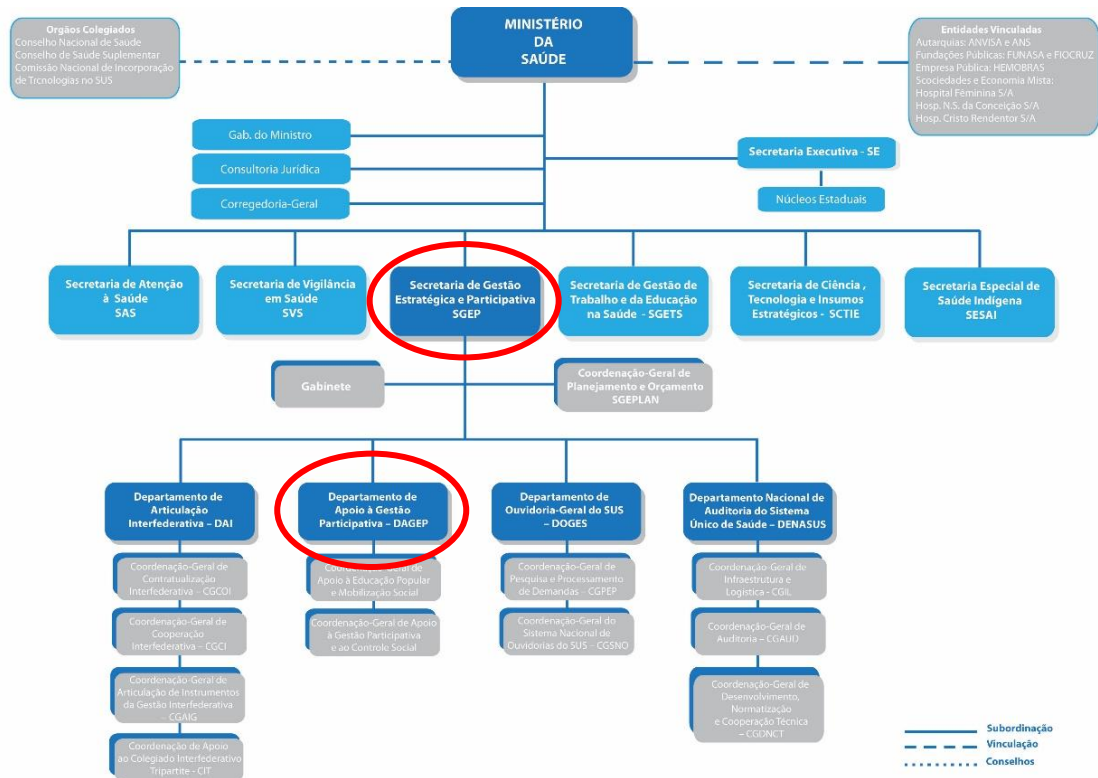 Orgãos Colegiados
Conselho Nacional de Saúde
Conselho de Saúde Suplementar
Comissão Nacional de Incorporação
de Trcnologias no SUS
MINISTÉRIO
DA
SAÚDE
Entidades Vinculadas
Autarquias: ANVISA e ANS
Fundações Públicas: FUNASA e FIOCRUZ
Empresa Pública: HEMOBRAS
Scociedades e Economia Mista:
Hospital Fêminina S/A
Hosp. N.S. da Conceição S/A
Hosp. Cristo Rendentor S/A
Gab. do Ministro
Consultoria Jurídica
Corregedoria-Geral
Secretaria Executiva - SE
Núcleos Estaduais
Secretaria de Atenção
à Saúde
SAS
Secretaria de Vigilância
em Saúde
SVS
Secretaria de Gestão
Estratégica e Participativa
SGEP
Secretaria de Gestão de
Trabalho e da Educação
na Saúde - SGETS
Secretaria de Ciência ,
Tecnologia e Insumos
Estratégicos - SCTIE
Secretaria Especial de
Saúde Indígena
SESAI
Gabinete
Coordenação-Geral de
Planejamento e Orçamento
SGEPLAN
Departamento de
Articulação
Interfederativa – DAI
Departamento de
Apoio à Gestão
Participativa – DAGEP
Departamento de
Ouvidoria-Geral do SUS
– DOGES
Departamento Nacional de
Auditoria do Sistema
Único de Saúde – DENASUS
Coordenação-Geral de
Contratualização
Interfederativa – CGCOI
Coordenação-Geral de
Apoio à Educação Popular
e Mobilização Social
Coordenação-Geral de
Pesquisa e Processamento
de Demandas – CGPEP
Coordenação-Geral de
Infraestrutura e
Logística - CGIL
Coordenação-Geral de
Cooperação
Interfederativa – CGCI
Coordenação-Geral de Apoio
à Gestão Participativa
e ao Controle Social
Coordenação-Geral do
Sistema Nacional de
Ouvidorias do SUS – CGSNO
Coordenação-Geral de
Auditoria – CGAUD
Coordenação-Geral de
Articulação de Instrumentos
da Gestão Interfederativa
– CGAIG
Coordenação-Geral de
Desenvolvimento,
Normatização
e Cooperação Técnica
– CGDNCT
Coordenação de Apoio
ao Colegiado Interfederativo
Tripartite - CIT
Subordinação
Vinculação
Conselhos